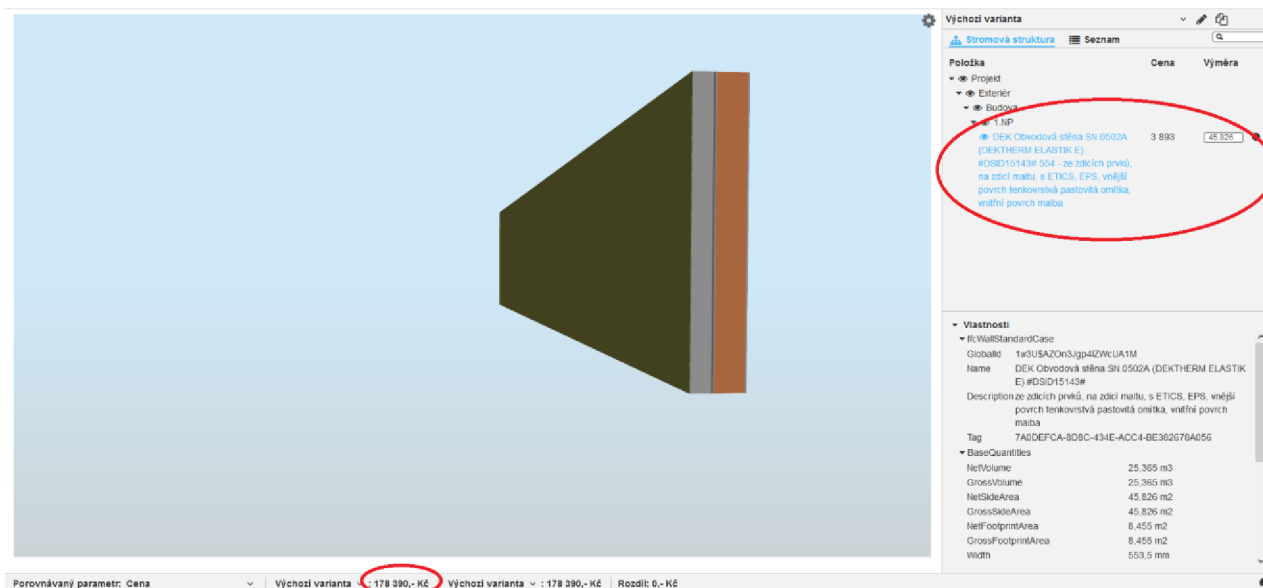 Výchozí varianta
Stromová struktura Seznam
Položka Cena Výměra
Projekt
Exteriér
Budova
1.NP
DEK Obvodová stěna SN.0502A 3 893 45.826
(DEKTHERM ELASTIK E)
#DSID15143# 554 - ze zdicích prvků,
na zdicí maltu, s ETICS, EPS, vnější
povrch tenkovrstvá pastovitá omítka,
vnitřní povrch malba
Vlastnosti
IfcWallStandardCase
GlobalId 1w3U$AZOn3Jgp4IZWcUA1M
Name DEK Obvodová stěna SN.0502A (DEKTHERM ELASTIK
E) #DSID15143#
Description ze zdicích prvků, na zdicí maltu, s ETICS, EPS, vnější
povrch tenkovrstvá pastovitá omítka, vnitřní povrch
malba
Tag 7A0DEFCA-8D8C-434E-ACC4-BE382678A056
BaseQuantities
NetVolume 25,365 m3
GrossVolume 25,365 m3
NetSideArea 45,826 m2
GrossSideArea 45,826 m2
NetFootprintArea 8,455 m2
GrossFootprintArea 8,455 m2
Width 553,5 mm
Porovnávaný parametr: Cena Výchozí varianta : 178 390,- Kč Výchozí varianta : 178 390,- Kč Rozdíl: 0,- Kč